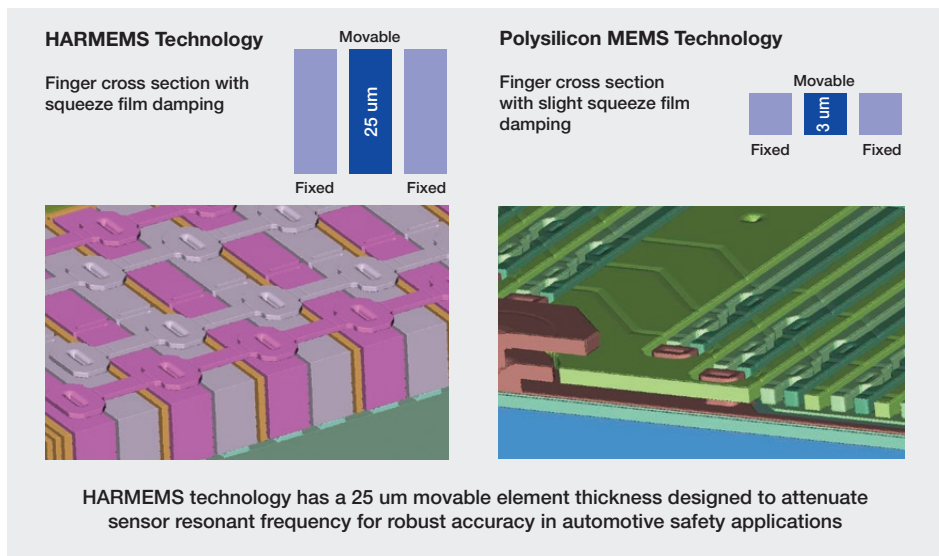 HARMEMS Technology
Finger cross section with
squeeze film damping
Movable
25 um
Fixed
Fixed
Polysilicon MEMS Technology
Finger cross section
with slight squeeze film
damping
Movable
3 um
Fixed
Fixed
HARMEMS technology has a 25 um movable element thickness designed to attenuate
sensor resonant frequency for robust accuracy in automotive safety applications